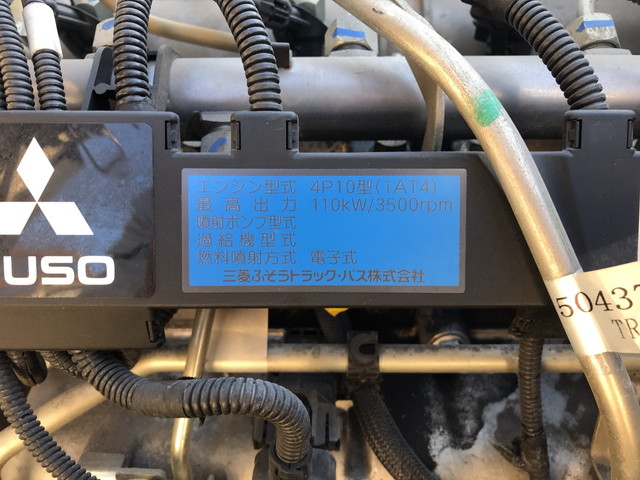 エンジン型式 4P10型(1AT4)
最高出力 110kW/3500rpm
噴射ポンプ型式
過給機型式
燃料噴射方式 電子式
三菱ふそうトラック・バス株式会社
USO
50437
TR